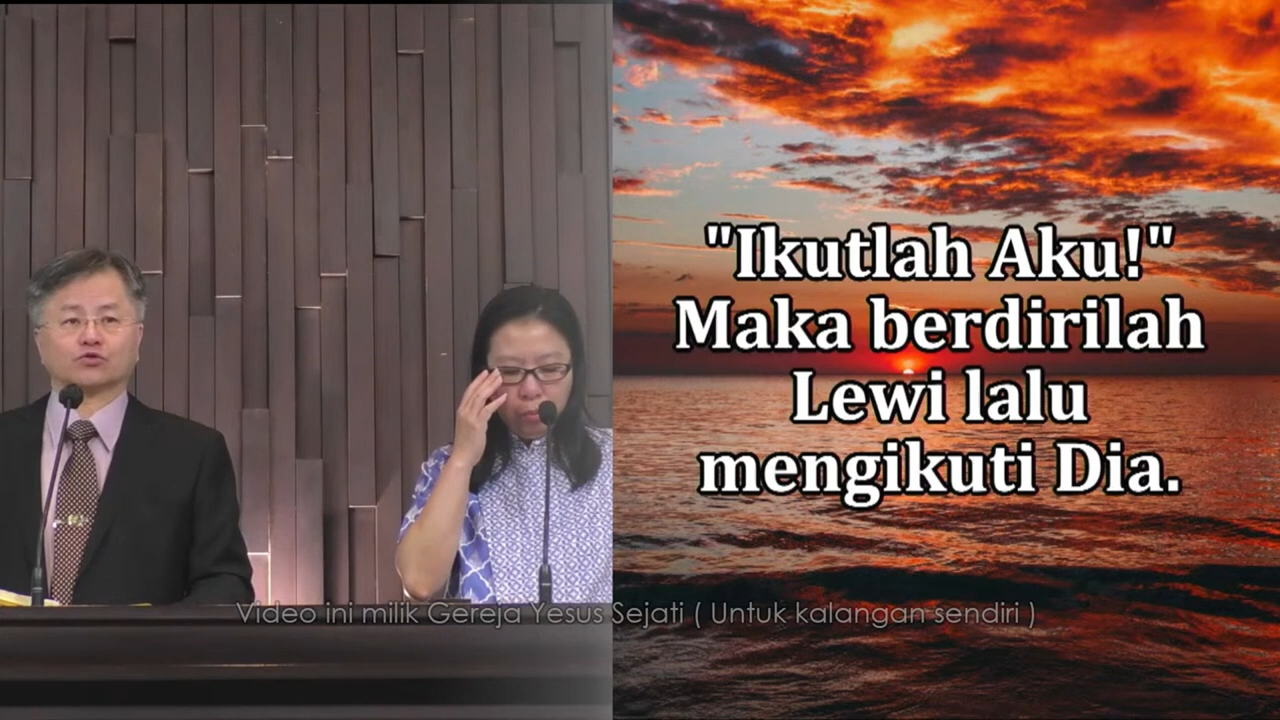 "Ikutlah Aku!"
Maka berdirilah
Lewi lalu
mengikuti Dia.
Video ini milik Gereja Yesus Sejati ( Untuk kalangan sendiri )